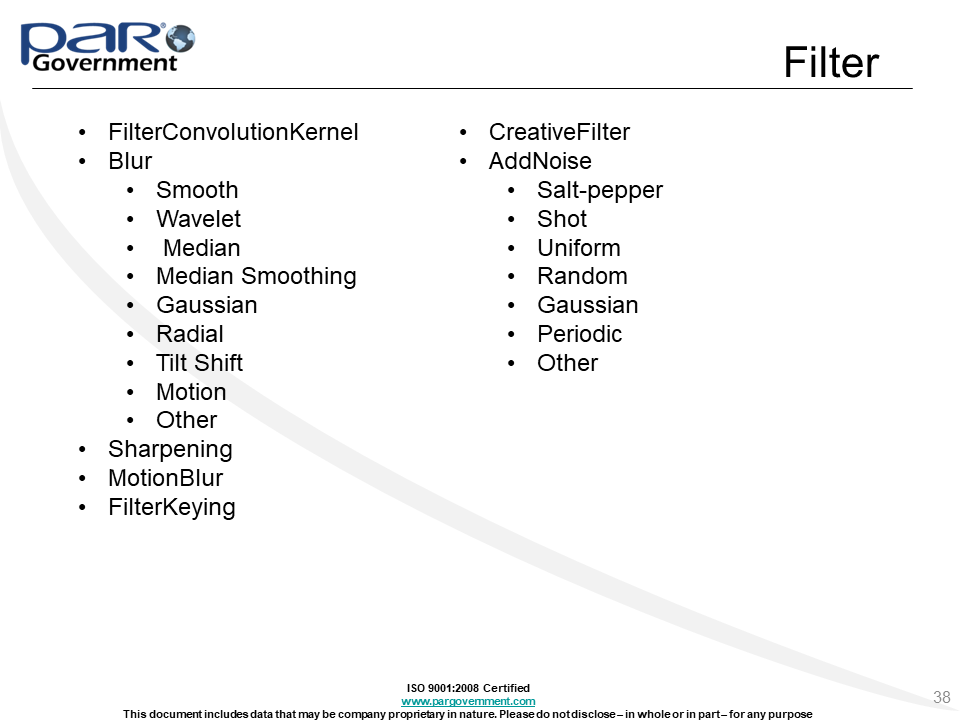 PAR®
Government
Filter
• FilterConvolutionKernel
• Blur
• Smooth
• Wavelet
• Median
• Median Smoothing
• Gaussian
• Radial
• Tilt Shift
• Motion
• Other
• Sharpening
• MotionBlur
• FilterKeying
• CreativeFilter
• AddNoise
• Salt-pepper
• Shot
• Uniform
• Random
• Gaussian
• Periodic
• Other
ISO 9001:2008 Certified
www.pargovernment.com
This document includes data that may be company proprietary in nature. Please do not disclose – in whole or in part – for any purpose
38